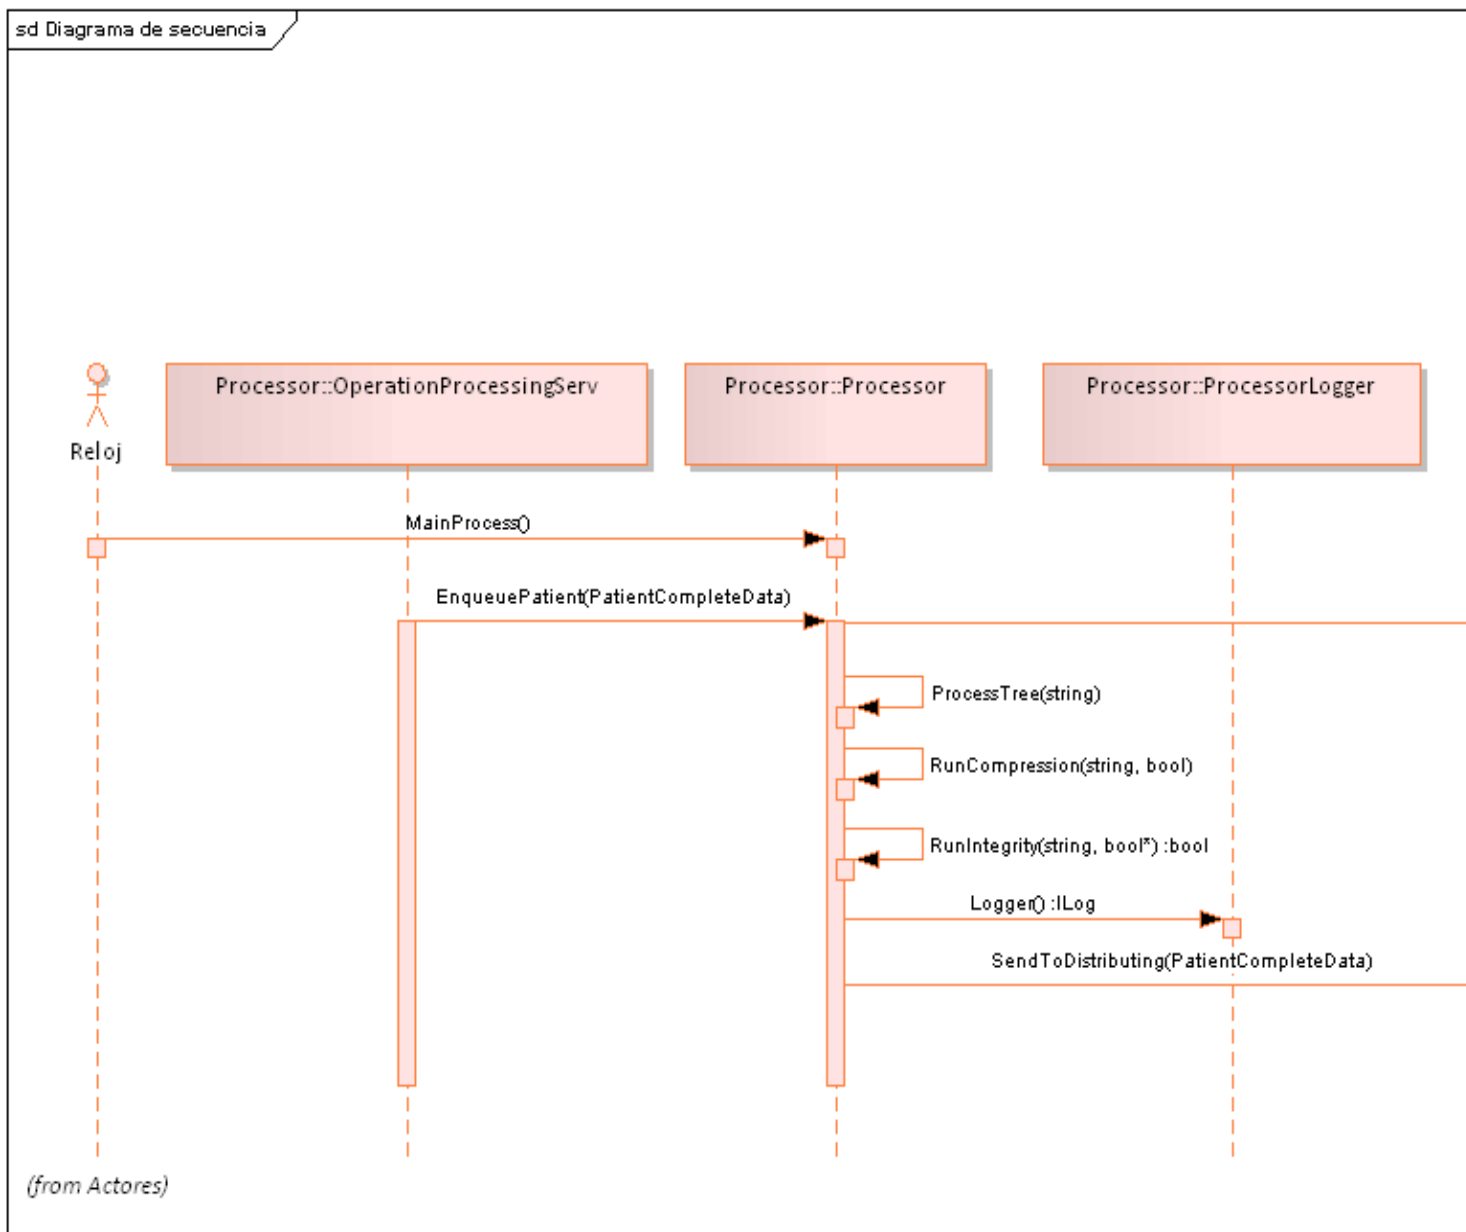 sd Diagrama de secuencia
Reloj
Processor::OperationProcessingServ
Processor::Processor
Processor::ProcessorLogger
MainProcess()
EnqueuePatient(PatientCompleteData)
ProcessTree(string)
RunCompression(string, bool)
RunIntegrity(string, bool*) :bool
Logger() :ILog
SendToDistributing(PatientCompleteData)
(from Actores)